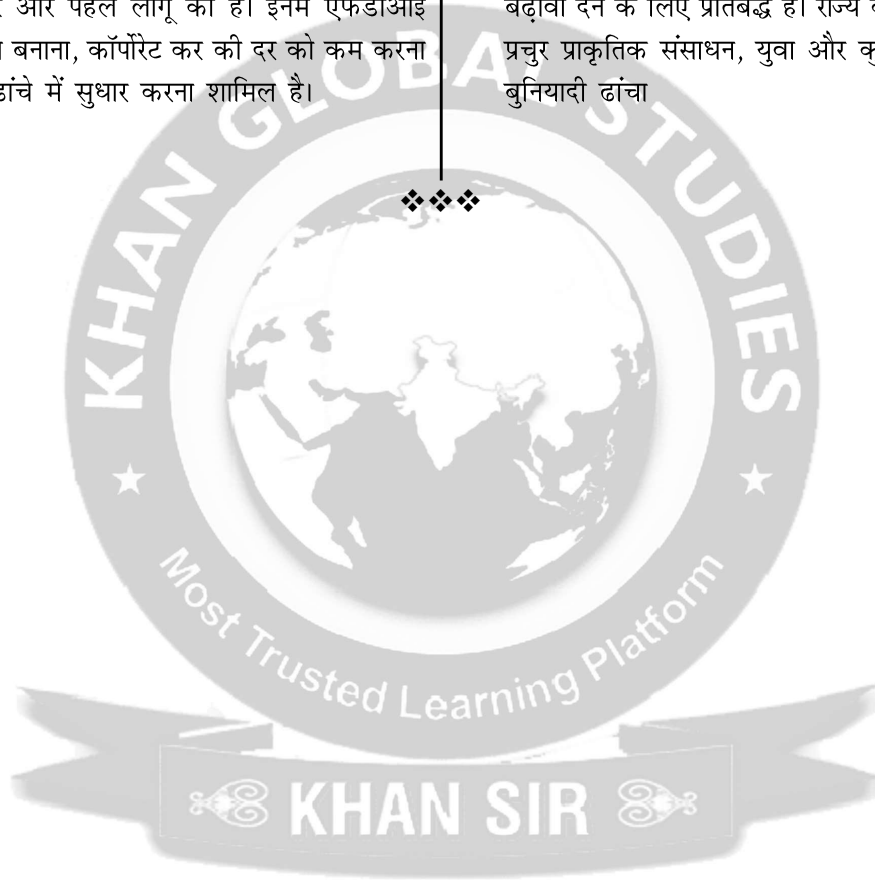 और पहल लागू की है। इनमें एफडीआई
बनाना, कॉर्पोरेट कर की दर को कम करना
में सुधार करना शामिल है।
बढ़ावा देने के लिए प्रतिबद्ध है। राज्य
प्रचुर प्राकृतिक संसाधन, युवा और
बुनियादी ढांचा
KHAN GLOBAL STUDIES
Most Trusted Learning Platform
KHAN SIR